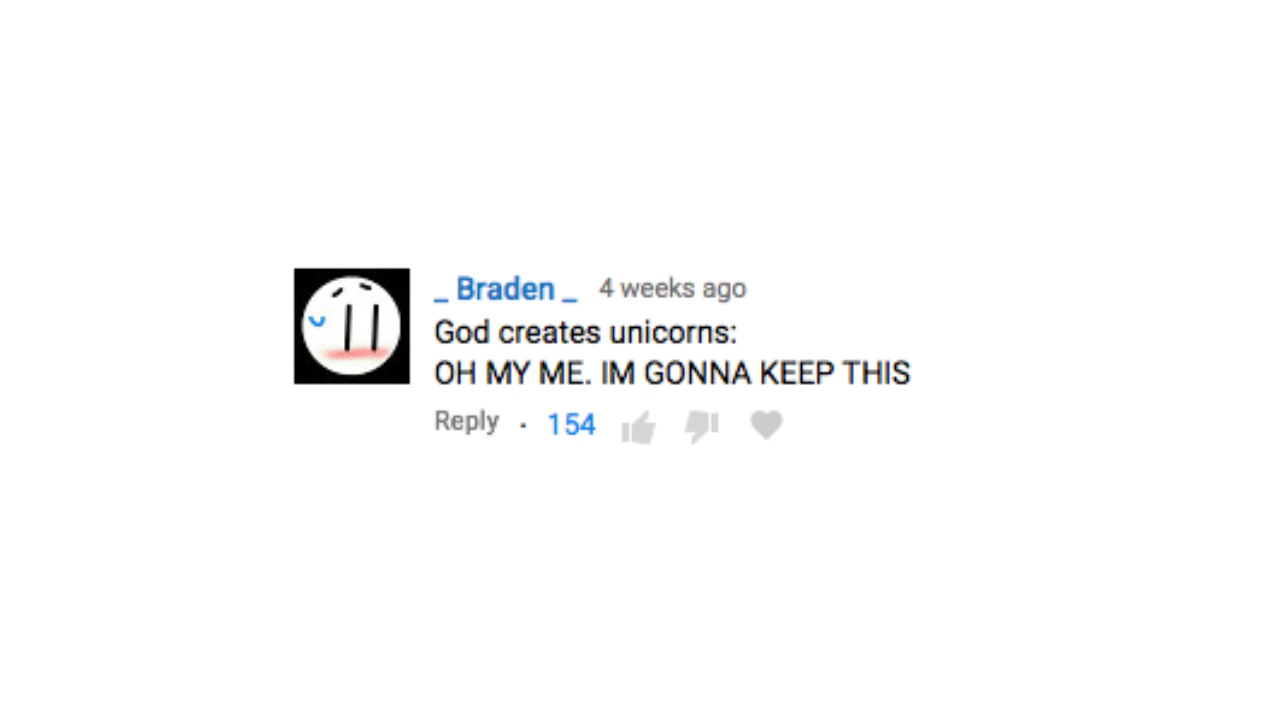 _ Braden _ 4 weeks ago
God creates unicorns:
OH MY ME. IM GONNA KEEP THIS
Reply · 154